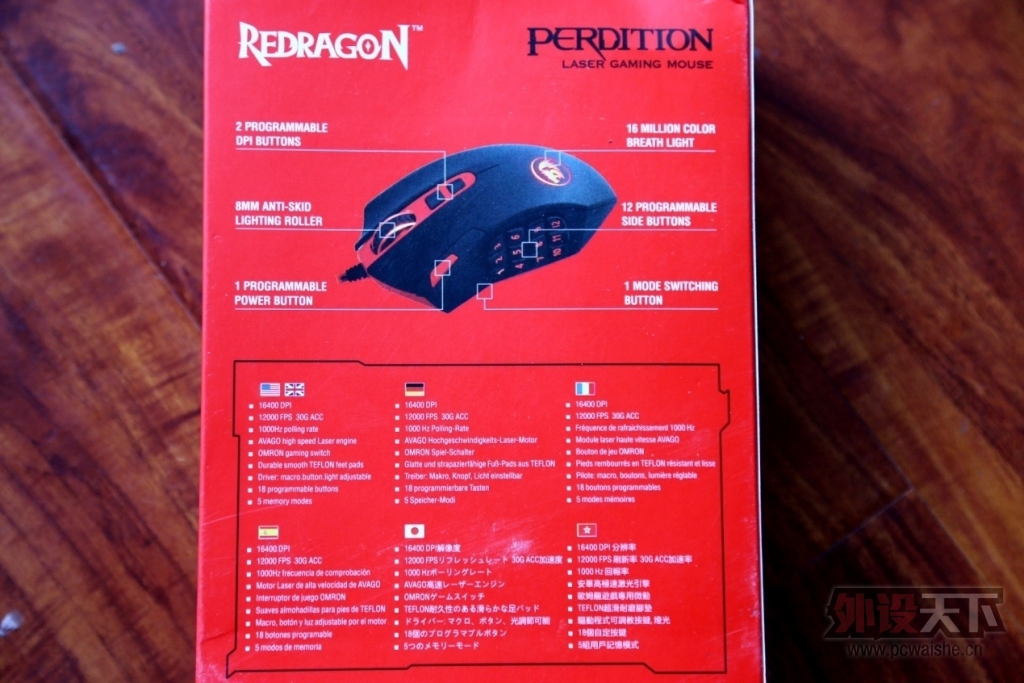 REDRAGON™
PERDITION
LASER GAMING MOUSE
2 PROGRAMMABLE
DPI BUTTONS
16 MILLION COLOR
BREATH LIGHT
8MM ANTI-SKID
LIGHTING ROLLER
12 PROGRAMMABLE
SIDE BUTTONS
1 PROGRAMMABLE
POWER BUTTON
1 MODE SWITCHING
BUTTON
16400 DPI
12000 FPS 30G ACC
1000Hz polling rate
AVAGO high speed Laser engine
OMRON gaming switch
Durable smooth TEFLON feet pads
Driver: macro.button.light adjustable
18 programmable buttons
5 memory modes
16400 DPI
12000 FPS 30G ACC
1000 Hz Polling-Rate
AVAGO Hochgeschwindigkeits-Laser-Motor
OMRON Spiel-Schalter
Glatte und strapazierfähige Fuß-Pads aus TEFLON
Treiber: Makro, Knopf, Licht einstellbar
18 programmierbare Tasten
5 Speicher-Modi
16400 DPI
12000 FPS 30G ACC
Fréquence de rafraichissement 1000 Hz
Module laser haute vitesse AVAGO
Bouton de jeu OMRON
Pieds rembourrés en TEFLON résistant et lisse
Pilote: macro, boutons, lumière réglable
18 boutons programmables
5 modes mémoires
16400 DPI
12000 FPS 30G ACC
1000Hz frecuencia de comprobación
Motor Laser de alta velocidad de AVAGO
Interruptor de juego OMRON
Suaves almohadillas para pies de TEFLON
Macro, botón y luz adjustable por el motor
18 botones programable
5 modos de memoria
16400 DPI解像度
12000 FPSリフレッシュレート 30G ACC加速度
1000 Hzポーリングレート
AVAGO高速レーザーエンジン
OMRONゲームスイッチ
TEFLON耐久性のある滑らかな足パッド
ドライバー: マクロ、ボタン、光調節可能
18個のプログラマブルボタン
5つのメモリーモード
16400 DPI 分辨率
12000 FPS 刷新率 30G ACC加速率
1000 Hz 回報率
安華高極速激光引擎
歐姆龍遊戲專用微動
TEFLON超滑耐磨腳墊
驅動程式可調教按鍵, 燈光
18個自定按鍵
5組用戶記憶模式
外设天下
www.pcwaishe.cn